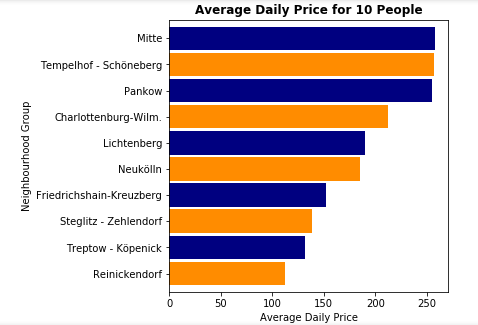 Average Daily Price for 10 People
Mitte
Tempelhof - Schöneberg
Pankow
Charlottenburg-Wilm.
Lichtenberg
Neukölln
Friedrichshain-Kreuzberg
Steglitz - Zehlendorf
Treptow - Köpenick
Reinickendorf
Neighbourhood Group
0 50 100 150 200 250
Average Daily Price